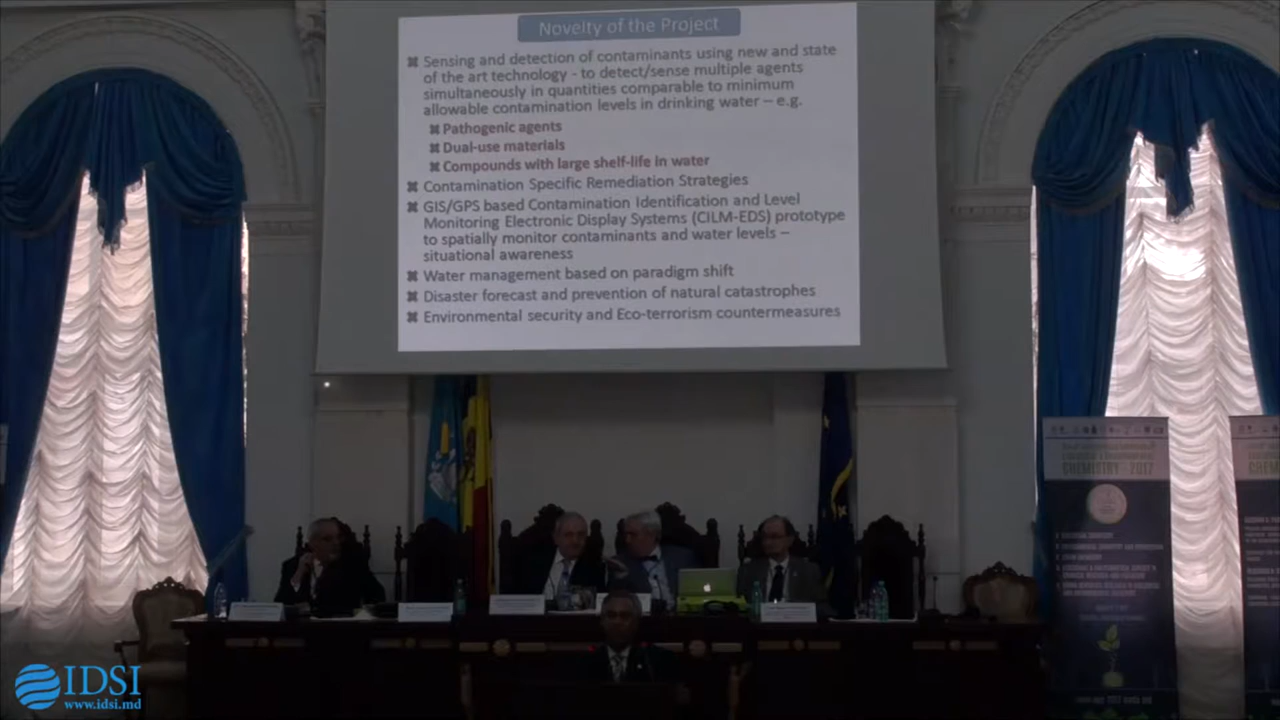 Novelty of the Project
✖ Sensing and detection of contaminants using new and state
of the art technology - to detect/sense multiple agents
simultaneously in quantities comparable to minimum
allowable contamination levels in drinking water – e.g.
✖ Pathogenic agents
✖ Dual-use materials
✖ Compounds with large shelf-life in water
✖ Contamination Specific Remediation Strategies
✖ GIS/GPS based Contamination Identification and Level
Monitoring Electronic Display Systems (CILM-EDS) prototype
to spatially monitor contaminants and water levels –
situational awareness
✖ Water management based on paradigm shift
✖ Disaster forecast and prevention of natural catastrophes
✖ Environmental security and Eco-terrorism countermeasures
CHEMISTRY - 2017
IDSI
www.idsi.md